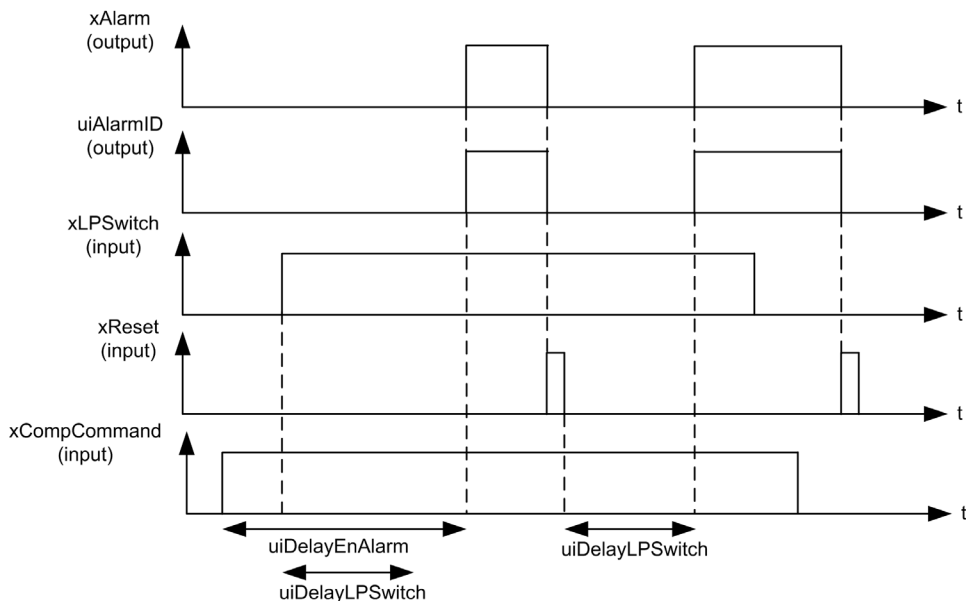 xAlarm
(output)
t
uiAlarmID
(output)
t
xLPSwitch
(input)
t
xReset
(input)
t
xCompCommand
(input)
t
uiDelayEnAlarm
uiDelayLPSwitch
uiDelayLPSwitch